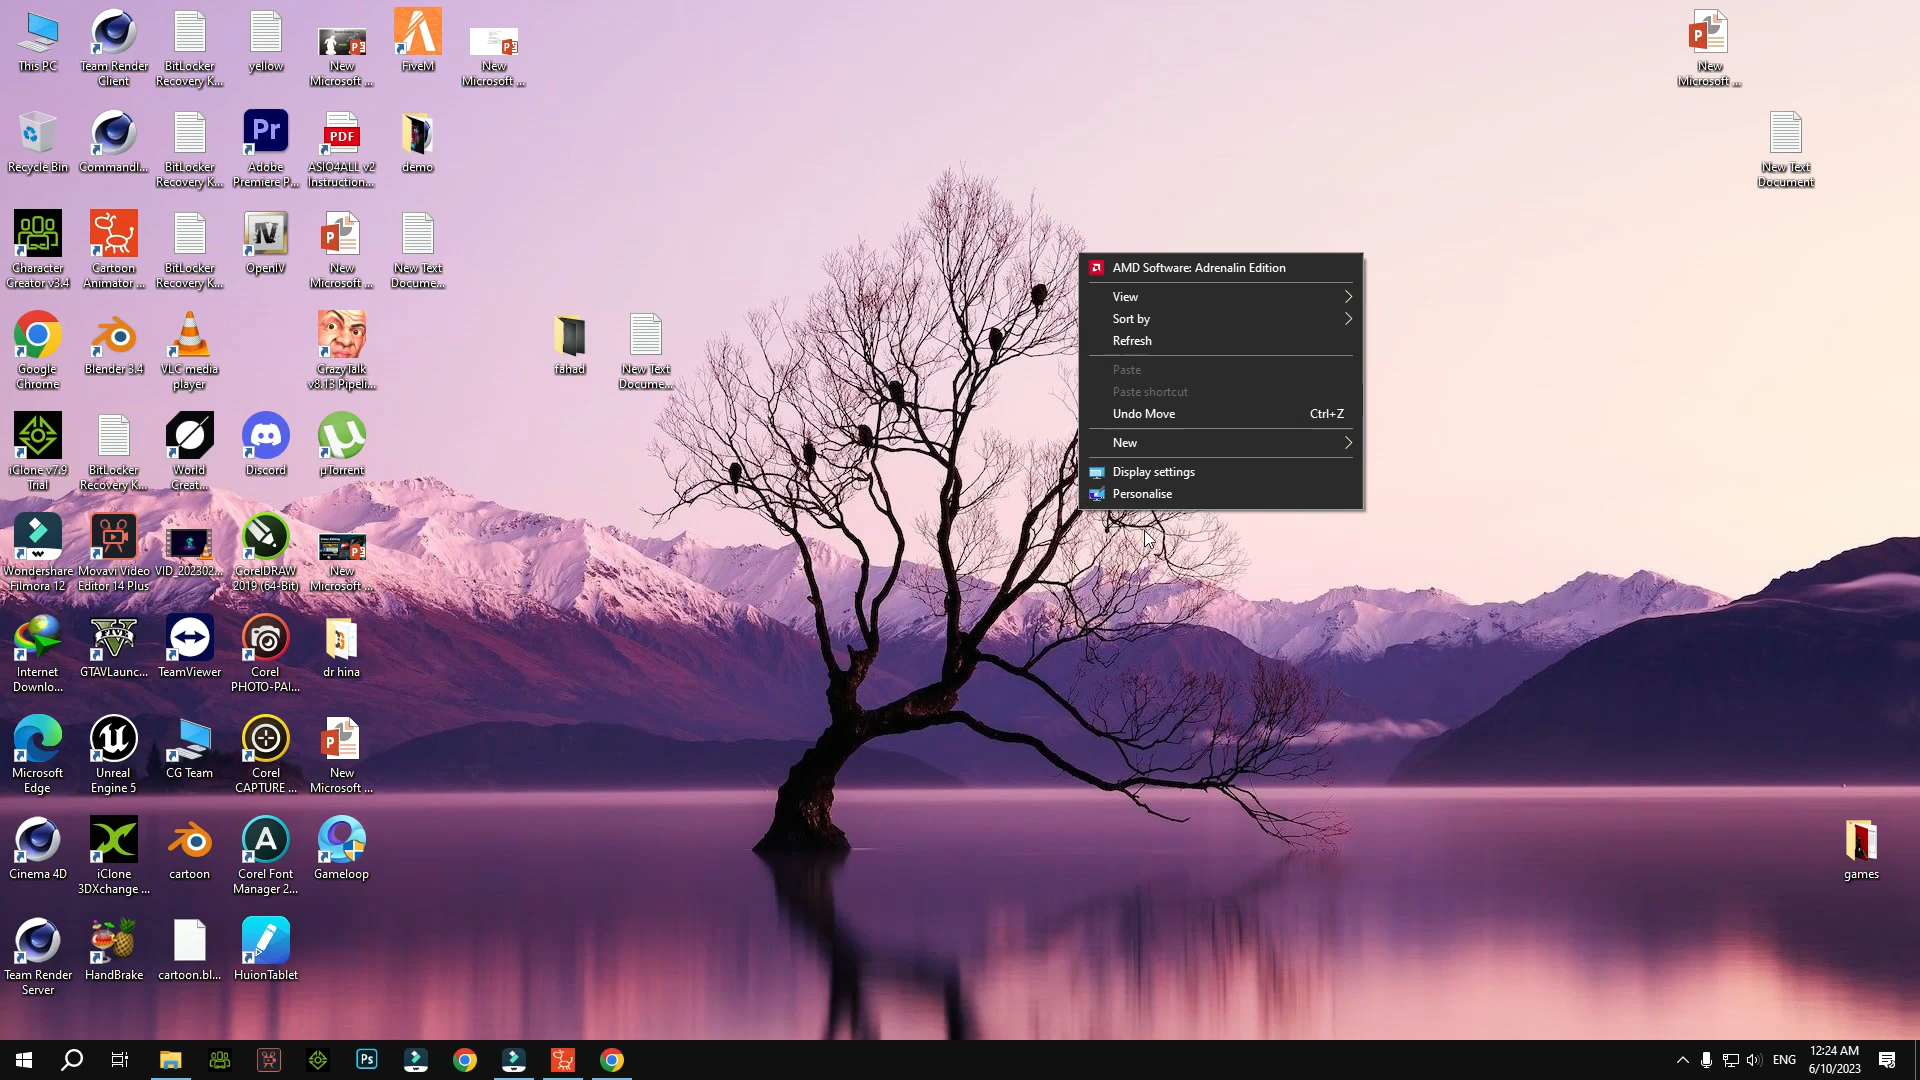 This PC
Team Render
Client
BitLocker
Recovery K...
yellow
New
Microsoft ...
FiveM
New
Microsoft ...
New
Microsoft ...
Recycle Bin
Commandl...
BitLocker
Recovery K...
Pr
Adobe
Premiere P...
PDF
ASIO4ALL v2
Instruction...
demo
New Text
Document
Character
Creator v3.4
Cartoon
Animator ...
BitLocker
Recovery K...
OpenIV
New
Microsoft ...
New Text
Docume...
Google
Chrome
Blender 3.4
VLC media
player
CrazyTalk
v8.13 Pipeli...
fahad
New Text
Docume...
iClone v7.9
Trial
BitLocker
Recovery K...
World
Creat...
Discord
µTorrent
Wondershare
Filmora 12
Movavi Video
Editor 14 Plus
VID_202302...
CorelDRAW
2019 (64-Bit)
New
Microsoft ...
Internet
Downlo...
GTAVLaunc...
TeamViewer
Corel
PHOTO-PAI...
dr hina
Microsoft
Edge
Unreal
Engine 5
CG Team
Corel
CAPTURE ...
New
Microsoft ...
Cinema 4D
iClone
3DXchange ...
cartoon
Corel Font
Manager 2...
Gameloop
games
Team Render
Server
HandBrake
cartoon.bl...
HuionTablet
AMD Software: Adrenalin Edition
View
Sort by
Refresh
Paste
Paste shortcut
Undo Move Ctrl+Z
New
Display settings
Personalise
Ps
ENG
12:24 AM
6/10/2023